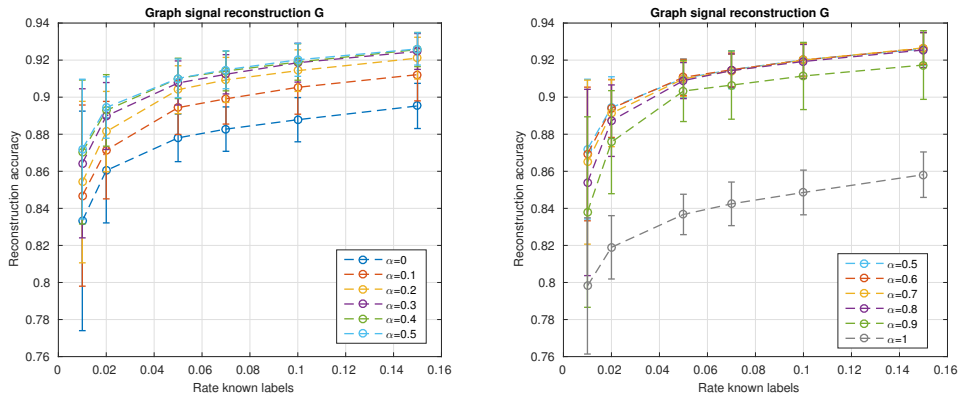 Graph signal reconstruction G
Reconstruction accuracy
0.94
0.92
0.9
0.88
0.86
0.84
0.82
0.8
0.78
0.76
0
0.02
0.04
0.06
0.08
0.10
0.12
0.14
0.16
Rate known labels
α=0
α=0.1
α=0.2
α=0.3
α=0.4
α=0.5
Graph signal reconstruction G
Reconstruction accuracy
0.94
0.92
0.9
0.88
0.86
0.84
0.82
0.8
0.78
0.76
0
0.02
0.04
0.06
0.08
0.10
0.12
0.14
0.16
Rate known labels
α=0.5
α=0.6
α=0.7
α=0.8
α=0.9
α=1